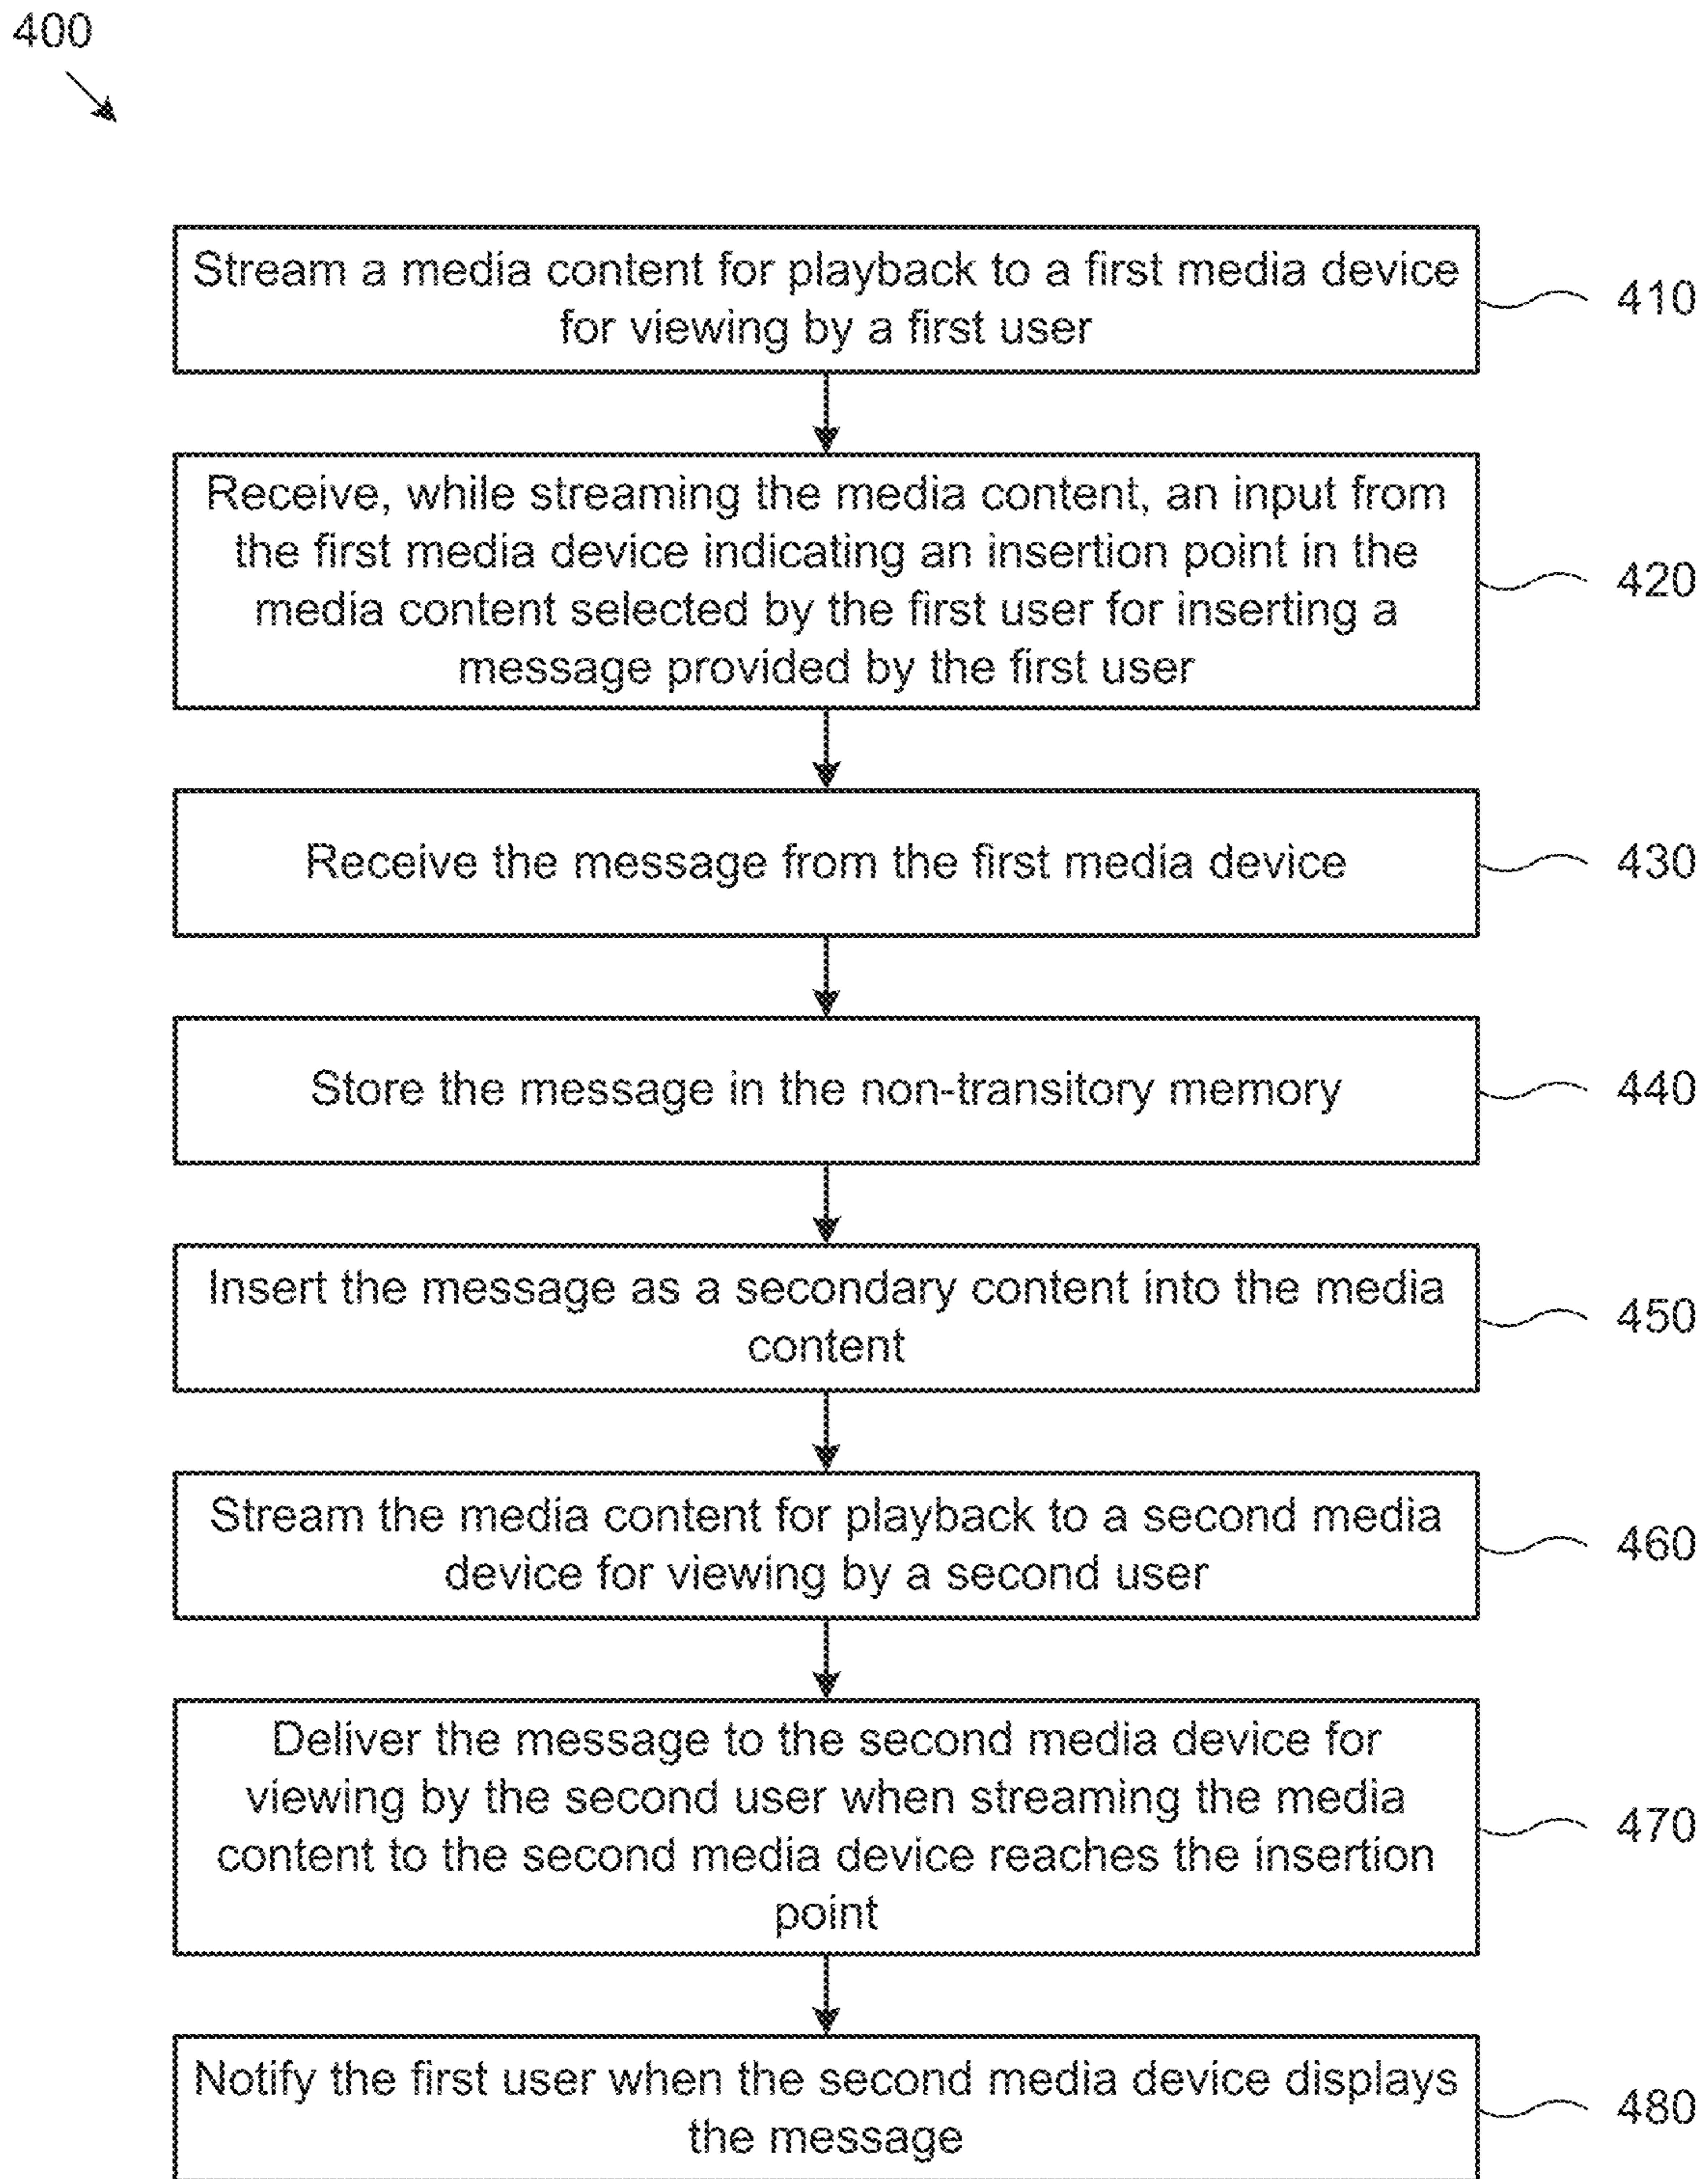 400
Stream a media content for playback to a first media device
for viewing by a first user
410
Receive, while streaming the media content, an input from
the first media device indicating an insertion point in the
media content selected by the first user for inserting a
message provided by the first user
420
Receive the message from the first media device
430
Store the message in the non-transitory memory
440
Insert the message as a secondary content into the media
content
450
Stream the media content for playback to a second media
device for viewing by a second user
460
Deliver the message to the second media device for
viewing by the second user when streaming the media
content to the second media device reaches the insertion
point
470
Notify the first user when the second media device displays
the message
480